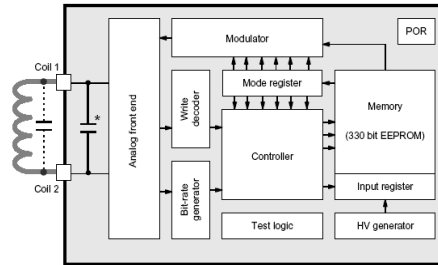 Coil 1
Coil 2
*
Analog front end
Modulator
POR
Write
decoder
Mode register
Memory
(330 bit EEPROM)
Controller
Bit-rate
generator
Input register
Test logic
HV generator